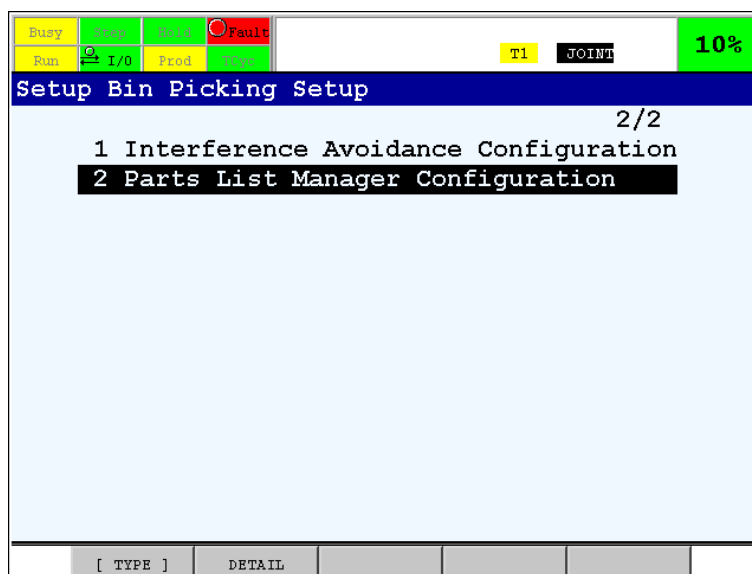 Busy Step Hold Fault
Run I/O Prod TCyc
T1 JOINT 10%
Setup Bin Picking Setup
2/2
1 Interference Avoidance Configuration
2 Parts List Manager Configuration
[ TYPE ] DETAIL